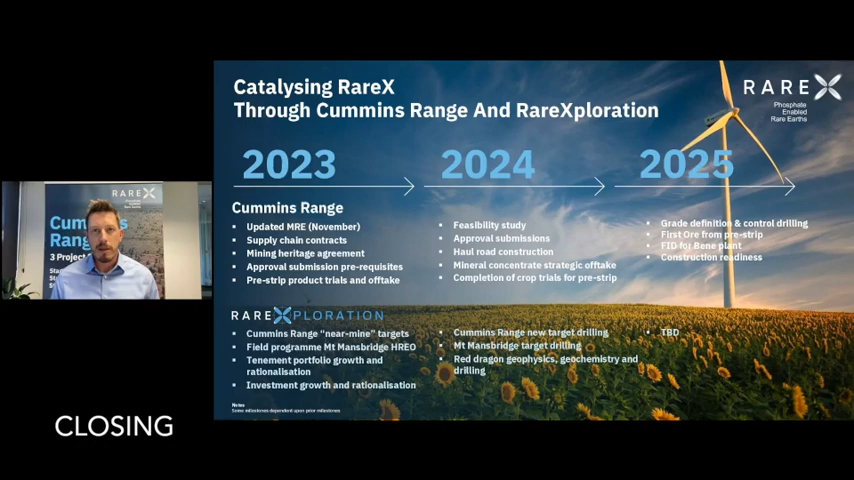 Catalysing RareX
Through Cummins Range And RareXploration
RAREX
Phosphate
Enabled
Rare Earths
2023
2024
2025
Cummins Range
Updated MRE (November)
Supply chain contracts
Mining heritage agreement
Approval submission pre-requisites
Pre-strip product trials and offtake
Feasibility study
Approval submissions
Haul road construction
Mineral concentrate strategic offtake
Completion of crop trials for pre-strip
Grade definition & control drilling
First Ore from pre-strip
FID for Bene plant
Construction readiness
RAREXPLORATION
Cummins Range “near-mine” targets
Field programme Mt Mansbridge HREO
Tenement portfolio growth and
rationalisation
Investment growth and rationalisation
Cummins Range new target drilling
Mt Mansbridge target drilling
Red dragon geophysics, geochemistry and
drilling
TBD
Notes
Some milestones dependent upon prior milestones
RAREX
3 Project
CLOSING